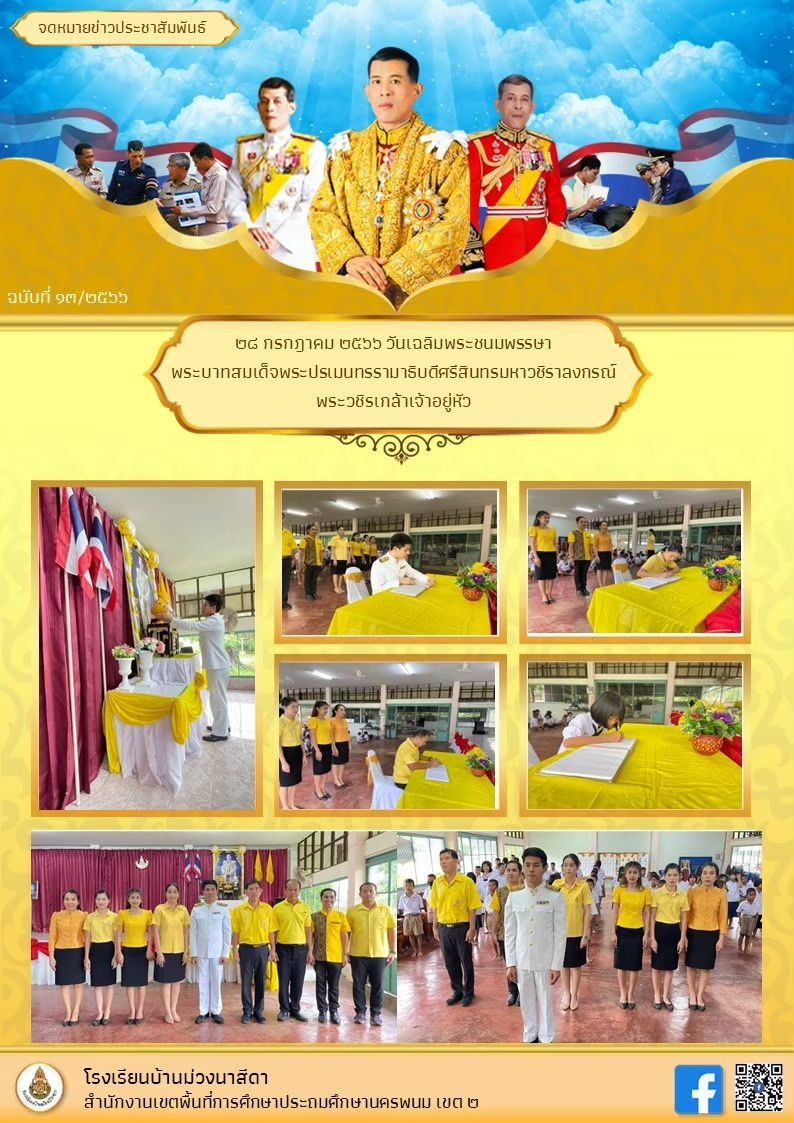 จดหมายข่าวประชาสัมพันธ์
ฉบับที่ ๑๓/๒๕๖๖
๒๘ กรกฎาคม ๒๕๖๖ วันเฉลิมพระชนมพรรษา
พระบาทสมเด็จพระปรเมนทรรามาธิบดีศรีสินทรมหาวชิราลงกรณ์
พระวชิรเกล้าเจ้าอยู่หัว
โรงเรียนบ้านม่วงนาสีดา
สำนักงานเขตพื้นที่การศึกษาประถมศึกษานครพนม เขต ๒